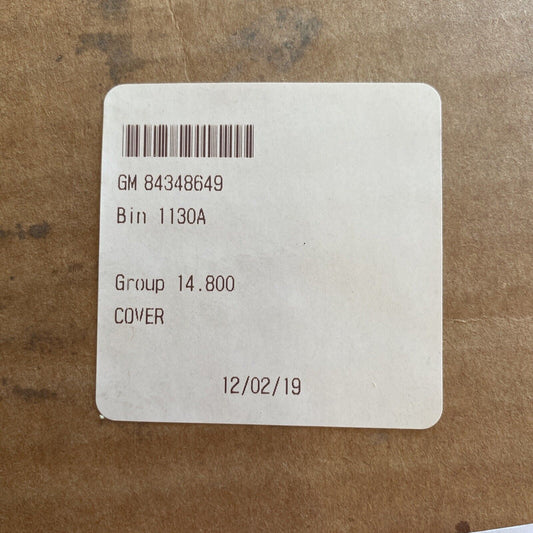 GM 84348649
Bin 1130A
Group 14.800
COVER
12/02/19